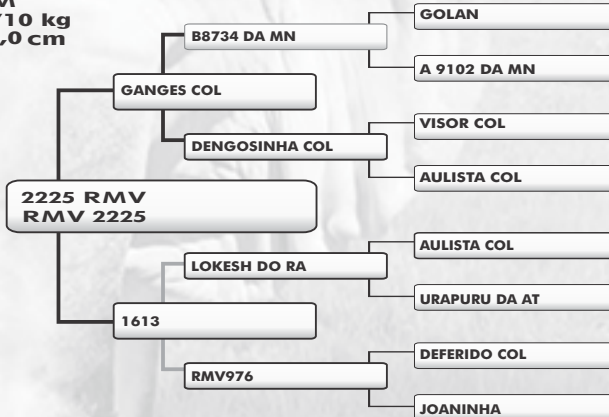 GOLAN
B8734 DA MN
A 9102 DA MN
GANGES COL
VISOR COL
DENGOSINHA COL
AULISTA COL
2225 RMV
RMV 2225
AULISTA COL
LOKESH DO RA
URAPURU DA AT
1613
DEFERIDO COL
RMV976
JOANINHA